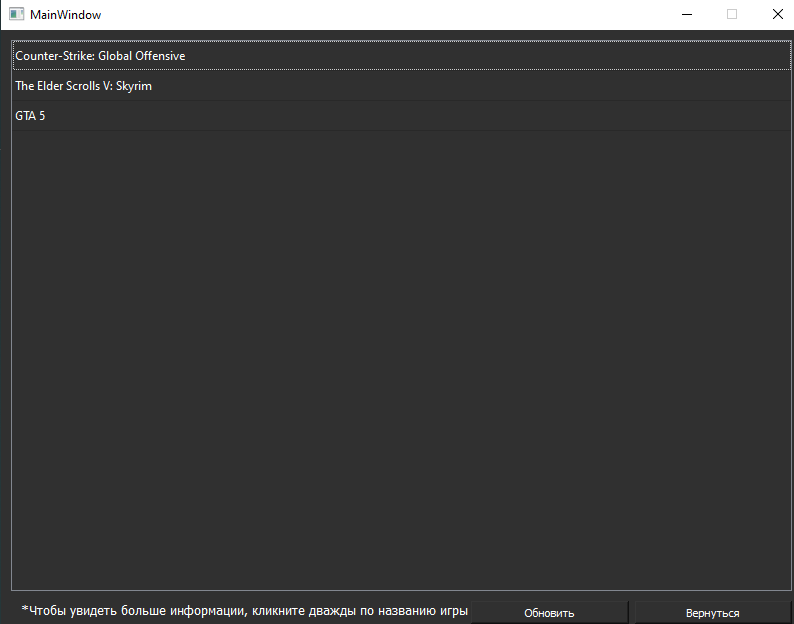 MainWindow
Counter-Strike: Global Offensive
The Elder Scrolls V: Skyrim
GTA 5
*Чтобы увидеть больше информации, кликните дважды по названию игры
Обновить
Вернуться